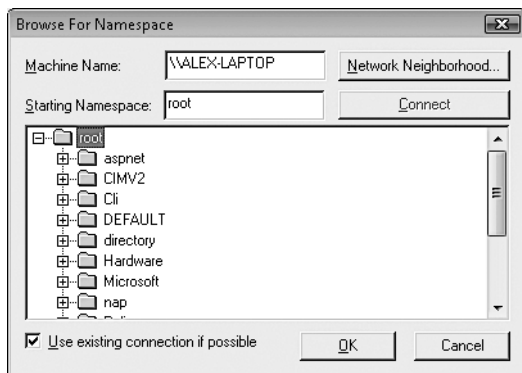 Browse For Namespace
Machine Name: \\ALEX-LAPTOP Network Neighborhood...
Starting Namespace: root Connect
root
aspnet
CIMV2
Cli
DEFAULT
directory
Hardware
Microsoft
nap
Use existing connection if possible OK Cancel